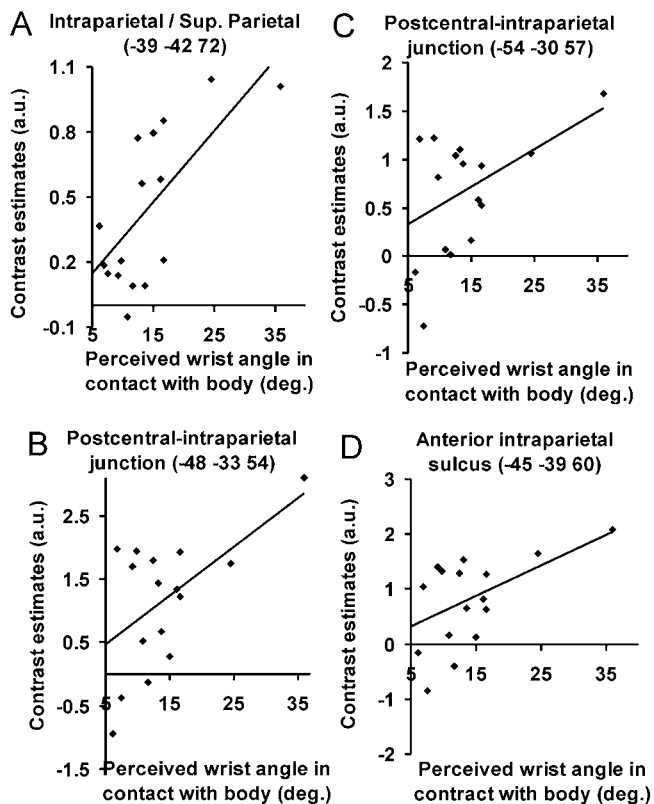 A
Intraparietal / Sup. Parietal
(-39 -42 72)
Contrast estimates (a.u.)
1.1
0.8
0.5
0.2
-0.1
5
15
25
35
Perceived wrist angle in
contact with body (deg.)
C
Postcentral-intraparietal
junction (-54 -30 57)
Contrast estimates (a.u.)
2
1.5
1
0.5
0
-0.5
-1
5
15
25
35
Perceived wrist angle in
contact with body (deg.)
B
Postcentral-intraparietal
junction (-48 -33 54)
Contrast estimates (a.u.)
2.5
1.5
0.5
-0.5
-1.5
5
15
25
35
Perceived wrist angle in
contact with body (deg.)
D
Anterior intraparietal
sulcus (-45 -39 60)
Contrast estimates (a.u.)
3
2
1
0
-1
-2
5
15
25
35
Perceived wrist angle in
contract with body (deg.)